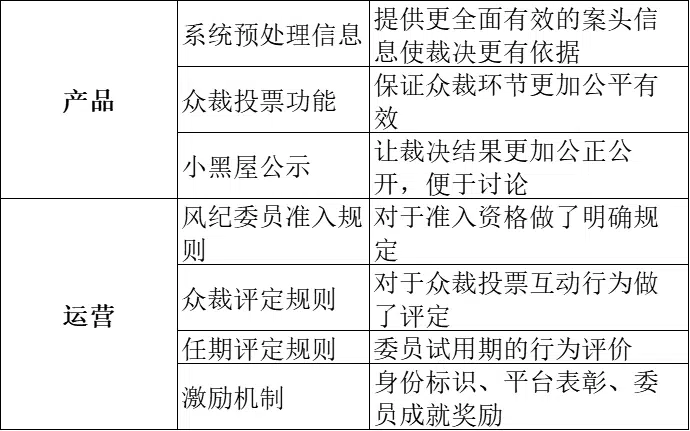 产品
系统预处理信息
提供更全面有效的案头信
息使裁决更有依据
众裁投票功能
保证众裁环节更加公平有
效
小黑屋公示
让裁决结果更加公正公
开，便于讨论
运营
风纪委员准入规
则
对于准入资格做了明确规
定
众裁评定规则
对于众裁投票互动行为做
了评定
任期评定规则
委员试用期的行为评价
激励机制
身份标识、平台表彰、委
员成就奖励